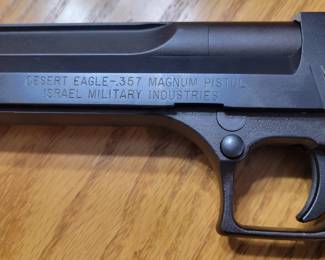 DESERT EAGLE-.357 MAGNUM PISTOL
ISRAEL MILITARY INDUSTRIES